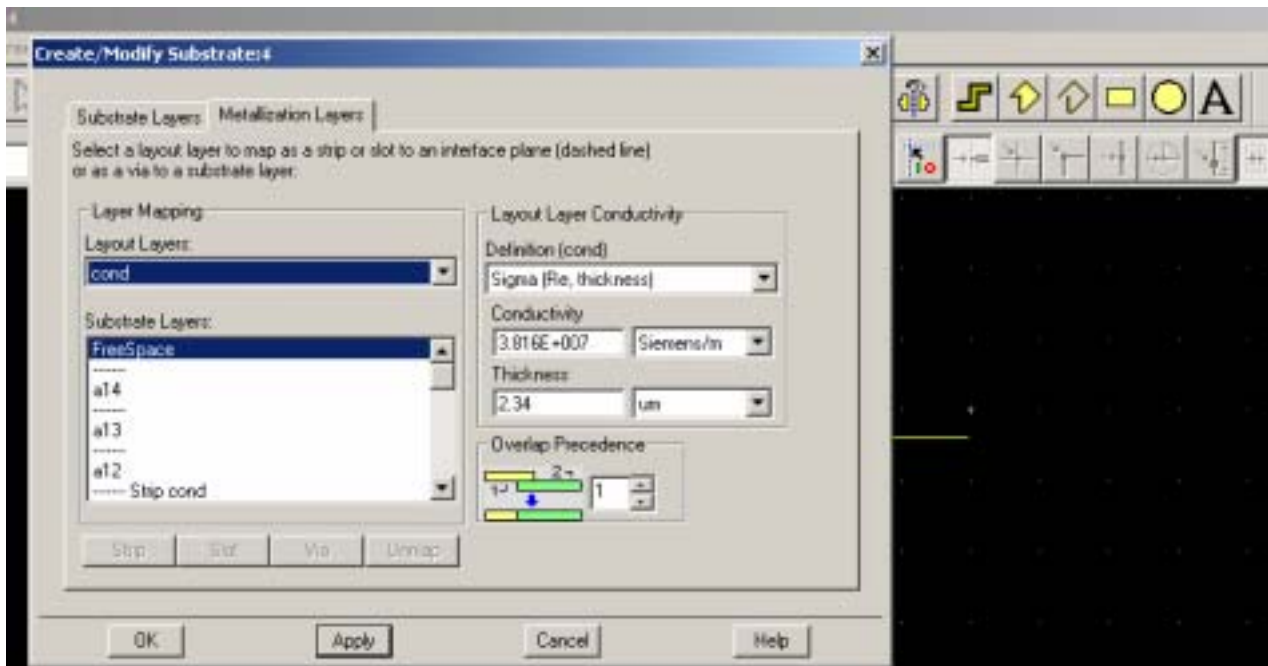 Create/Modify Substrate:4
Substrate Layers Metallization Layers
Select a layout layer to map as a strip or slot to an interface plane (dashed line)
or as a via to a substrate layer:
Layer Mapping
Layout Layers:
cond
Substrate Layers:
FreeSpace
------
a14
------
a13
------
a12
------ Strip cond
Strip Slot Via Unmap
Layout Layer Conductivity
Definition (cond)
Sigma (Re, thickness)
Conductivity
3.816E+007 Siemens/m
Thickness
2.34 um
Overlap Precedence
1 2
1
OK Apply Cancel Help
A